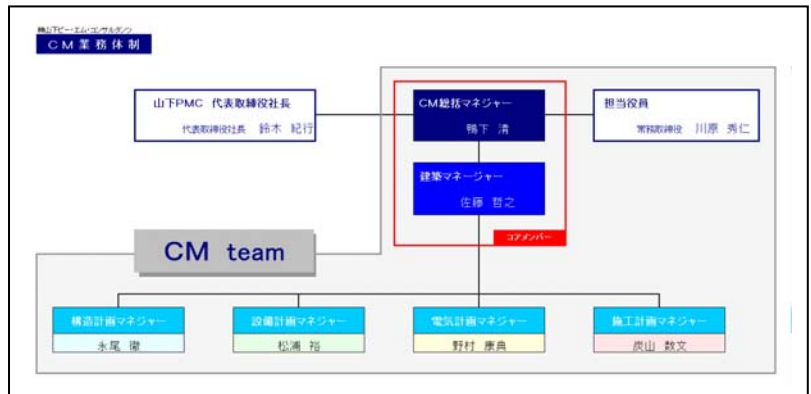 ㈱山下ピー・エム・コンサルタンツ
CM業務体制
山下PMC 代表取締役社長
代表取締役社長 鈴木 紀行
CM総括マネジャー
鴨下 清
担当役員
常務取締役 川原 秀仁
建築マネージャー
佐藤 哲之
コアメンバー
CM team
構造計画マネジャー
永尾 徹
設備計画マネジャー
松浦 裕
電気計画マネジャー
野村 康典
施工計画マネジャー
炭山 数文